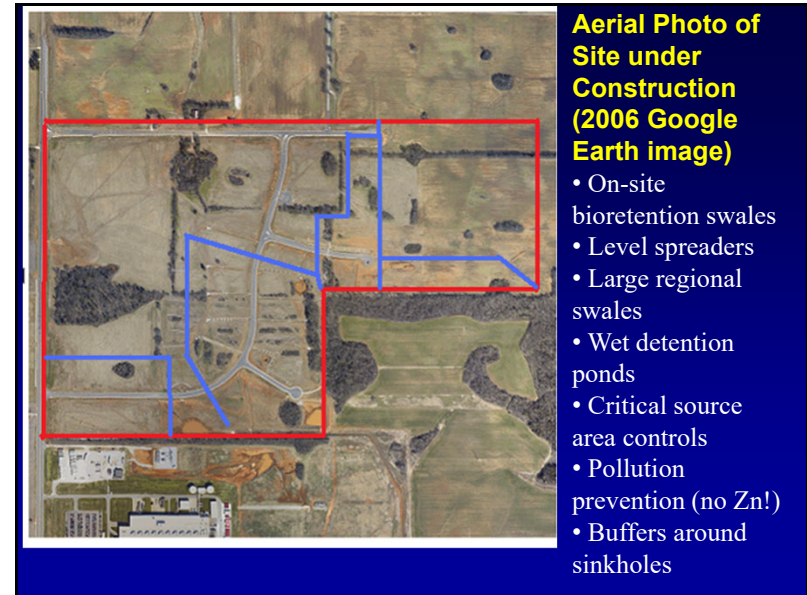 Aerial Photo of
Site under
Construction
(2006 Google
Earth image)
• On-site
bioretention swales
• Level spreaders
• Large regional
swales
• Wet detention
ponds
• Critical source
area controls
• Pollution
prevention (no Zn!)
• Buffers around
sinkholes